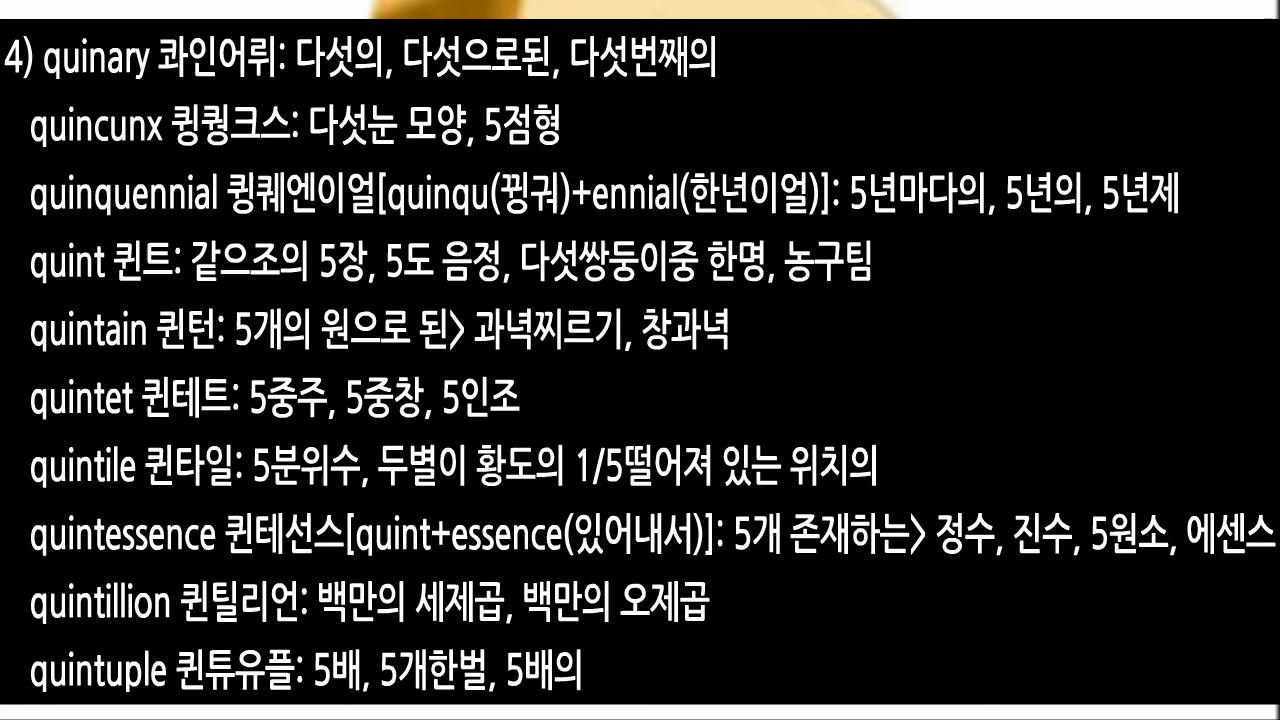 4) quinary 콰인어뤼: 다섯의, 다섯으로된, 다섯번째의
quincunx 큉퀑크스: 다섯눈 모양, 5점형
quinquennial 큉퀘엔이얼[quinqu(뀡궈)+ennial(한년이얼)]: 5년마다의, 5년의, 5년제
quint 퀸트: 같으조의 5장, 5도 음정, 다섯쌍둥이중 한명, 농구팀
quintain 퀸턴: 5개의 원으로 된> 과녁찌르기, 창과녁
quintet 퀸테트: 5중주, 5중창, 5인조
quintile 퀸타일: 5분위수, 두별이 황도의 1/5떨어져 있는 위치의
quintessence 퀸테선스[quint+essence(있어내서)]: 5개 존재하는> 정수, 진수, 5원소, 에센스
quintillion 퀸틸리언: 백만의 세제곱, 백만의 오제곱
quintuple 퀸튜유플: 5배, 5개한벌, 5배의